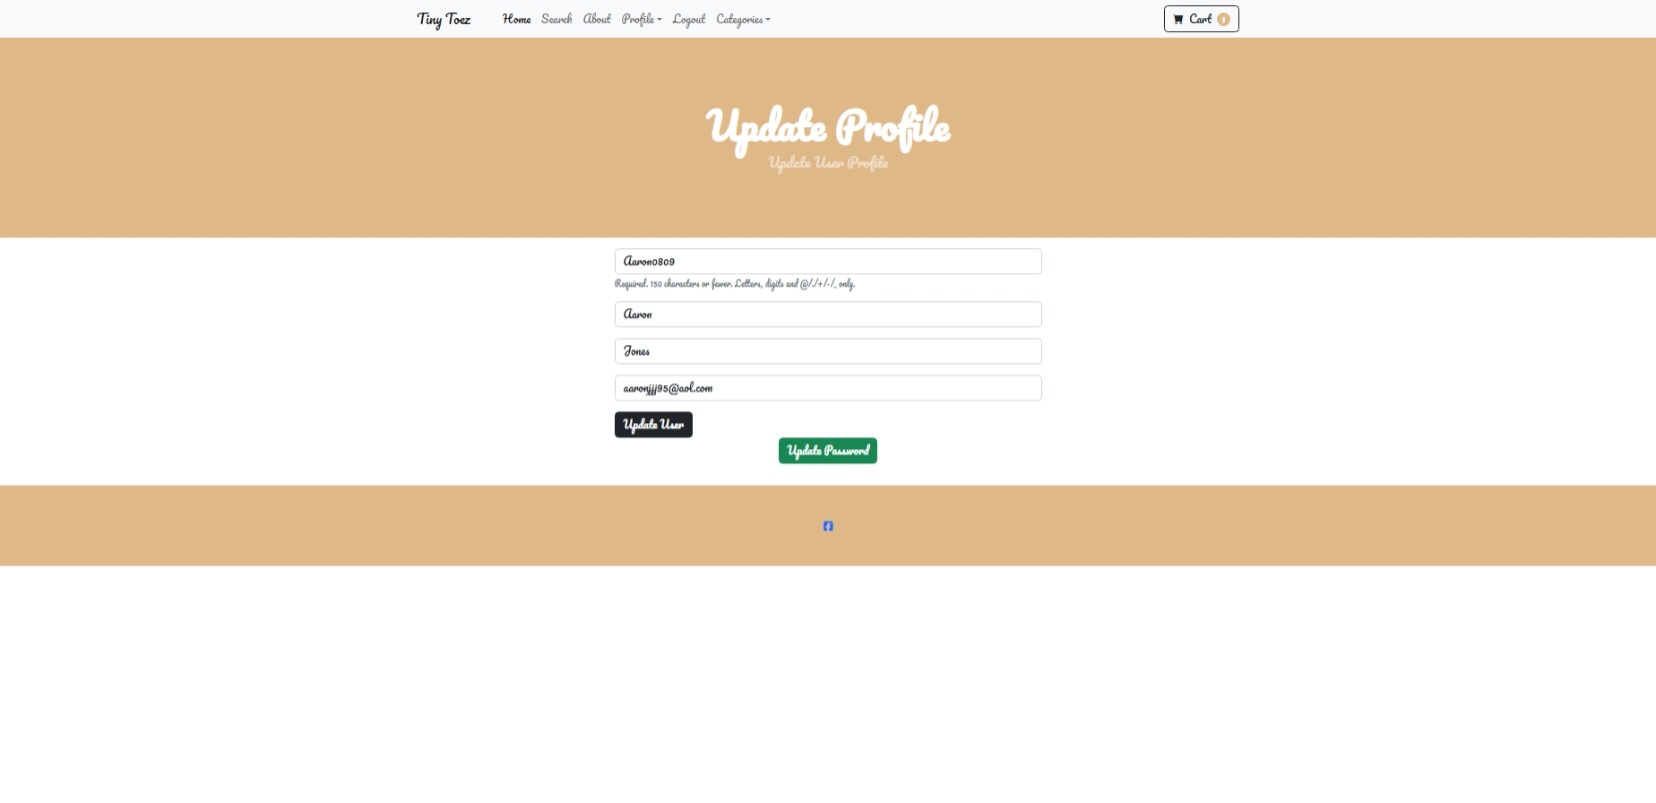 Tiny Toez Home Search About Profile Logout Categories Cart 1
Update Profile
Update User Profile
Aaron0809
Required. 150 characters or fewer. Letters, digits and @/./+/-/_ only.
Aaron
Jones
aaronjjj95@aol.com
Update User
Update Password